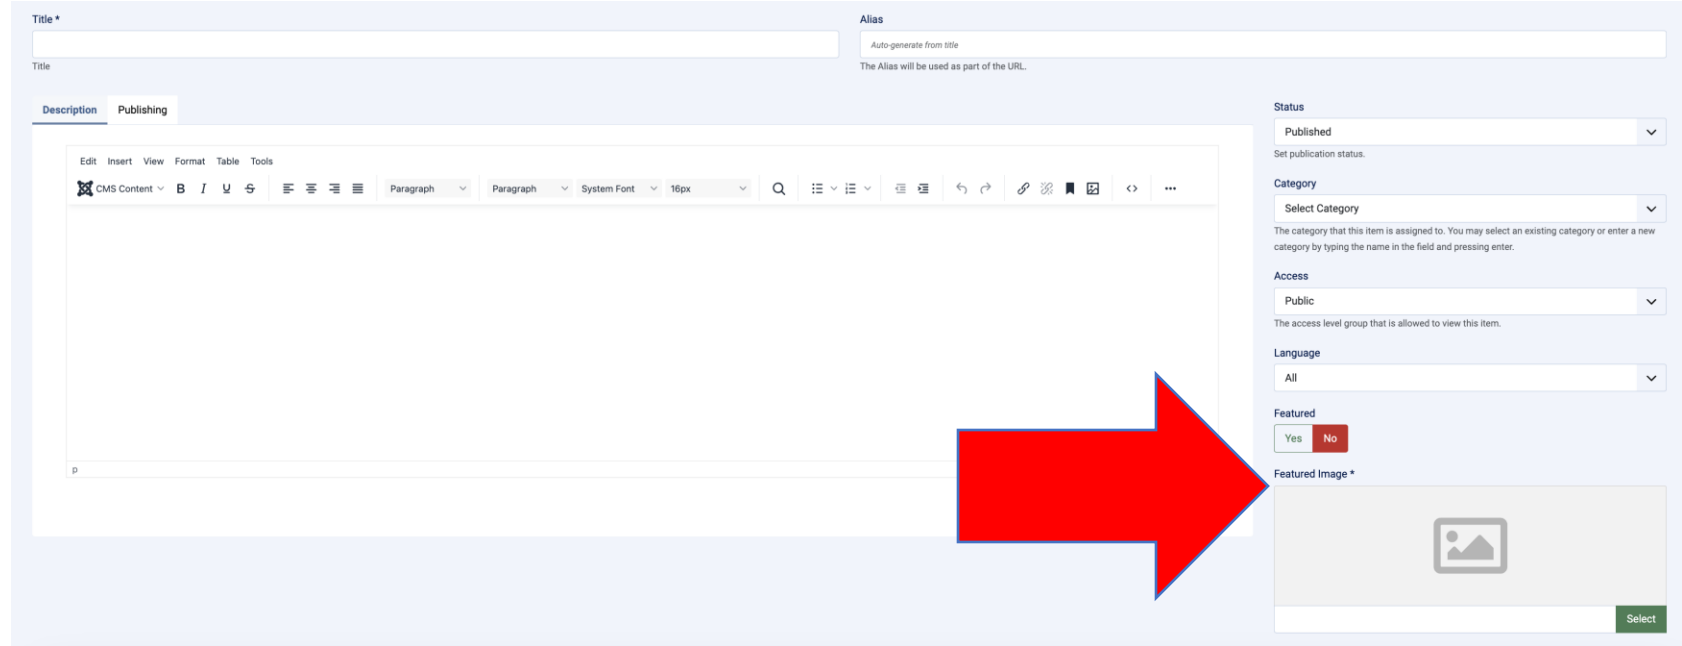 Title *
Alias
Auto-generate from title
Title
The Alias will be used as part of the URL.
Description Publishing
Edit Insert View Format Table Tools
CMS Content B I U S Paragraph Paragraph System Font 16px
p
Status
Published
Set publication status.
Category
Select Category
The category that this item is assigned to. You may select an existing category or enter a new
category by typing the name in the field and pressing enter.
Access
Public
The access level group that is allowed to view this item.
Language
All
Featured
Yes No
Featured Image *
Select